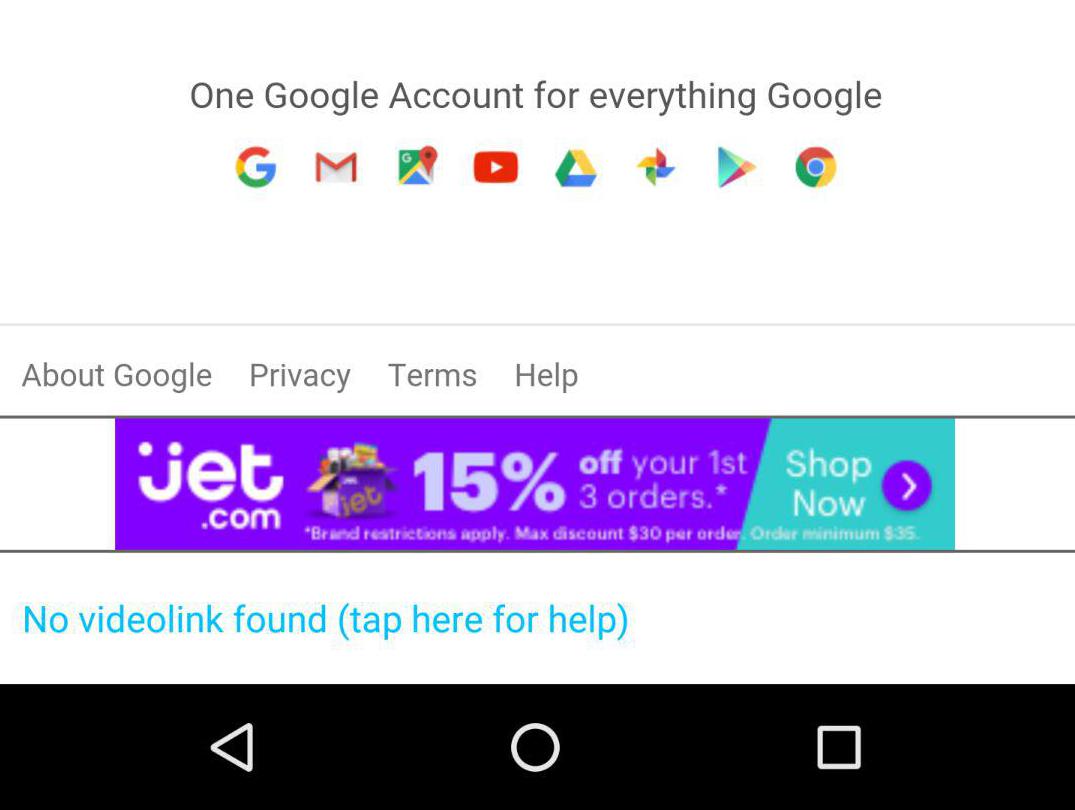 One Google Account for everything Google
About Google Privacy Terms Help
jet
.com
jet
15%
off your 1st
3 orders.*
Shop
Now
*Brand restrictions apply. Max discount $30 per order. Order minimum $35.
No videolink found (tap here for help)